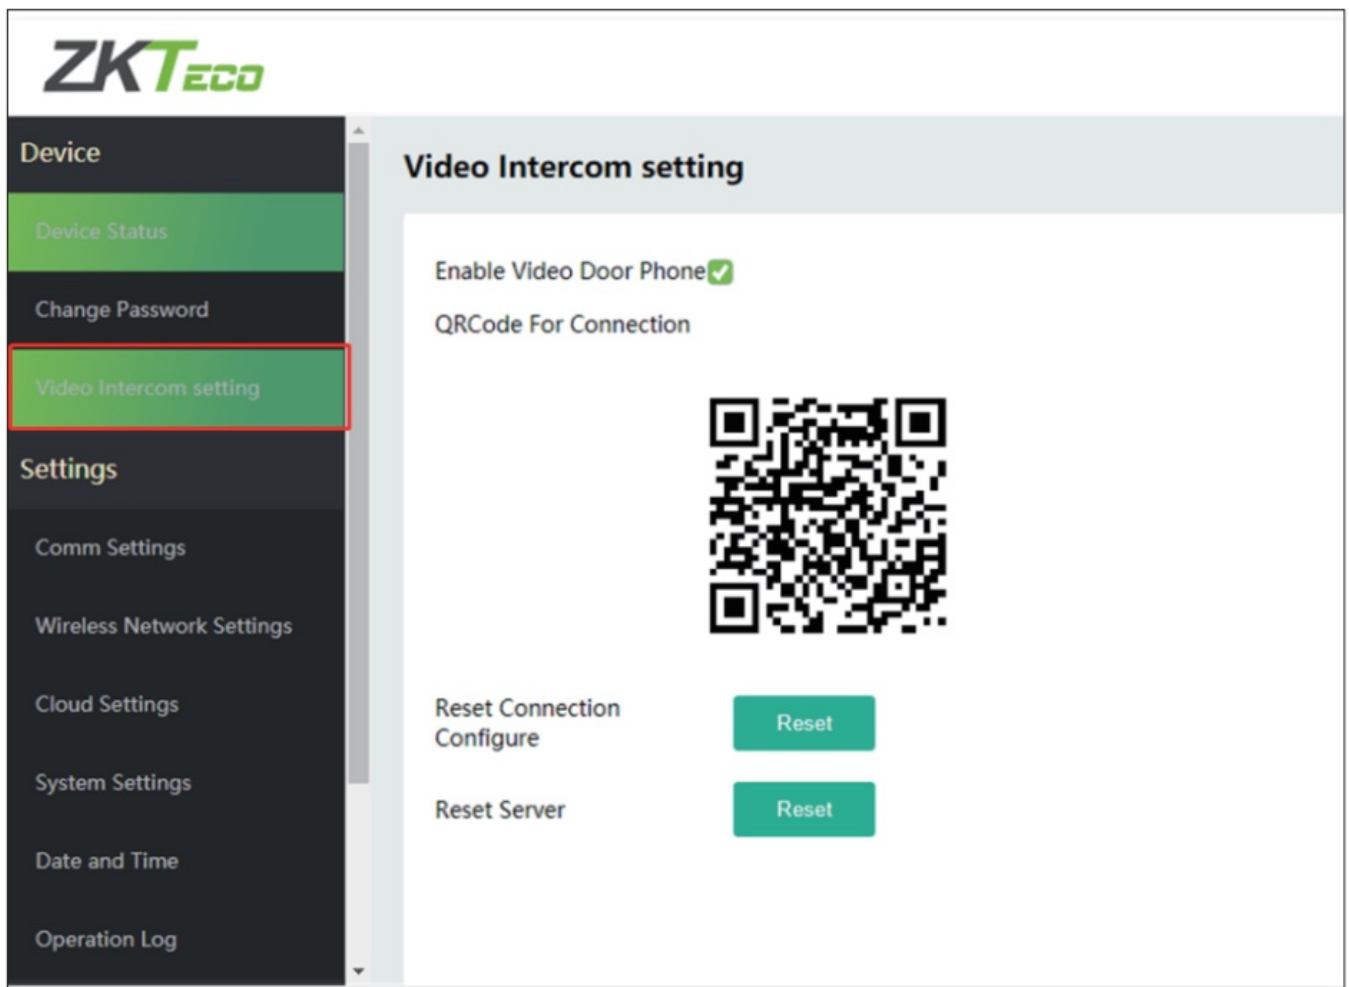 ZKTeco
Device
Device Status
Change Password
Video Intercom setting
Settings
Comm Settings
Wireless Network Settings
Cloud Settings
System Settings
Date and Time
Operation Log
Video Intercom setting
Enable Video Door Phone
QRCode For Connection
Reset Connection
Configure
Reset
Reset Server
Reset